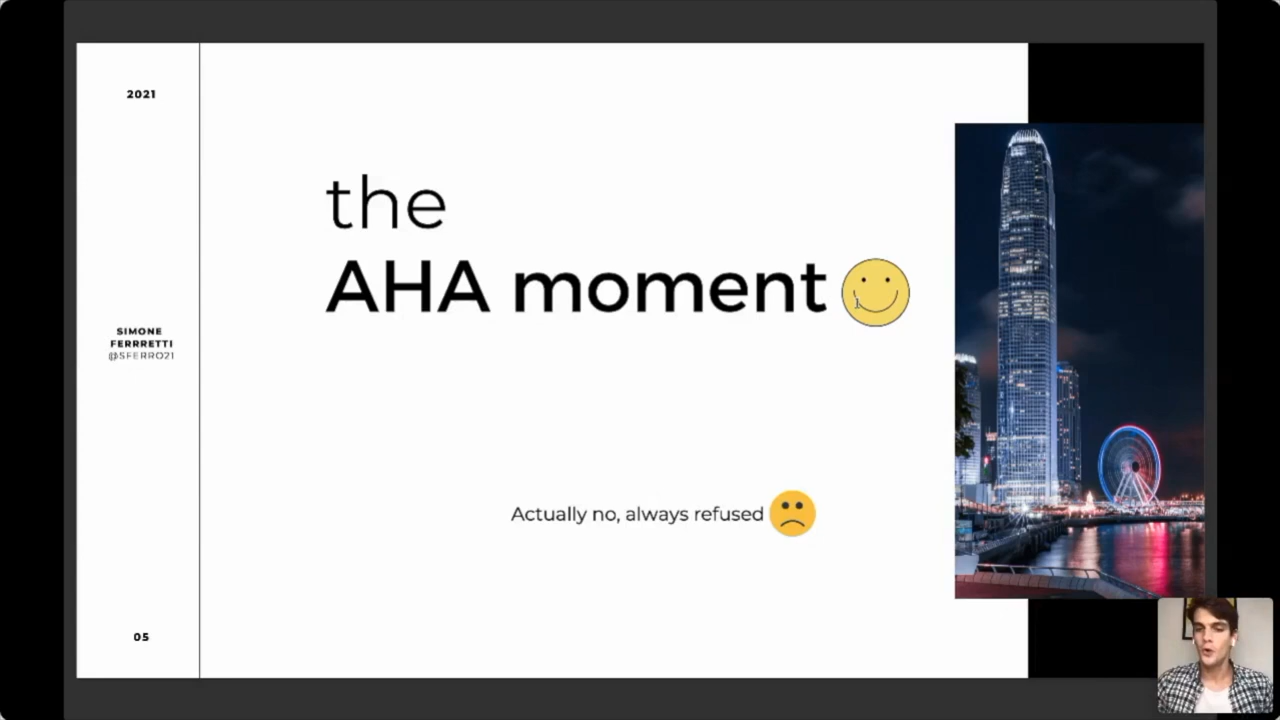 2021
the
AHA moment
SIMONE
FERRRETTI
@SFERRO21
Actually no, always refused
05